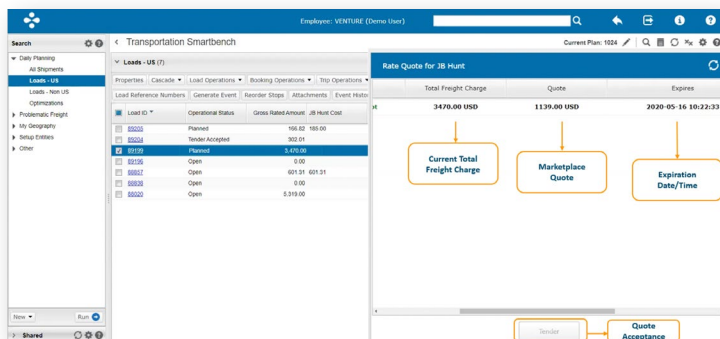 Employee: VENTURE (Demo User)
Search
Transportation Smartbench
Current Plan: 1024
Daily Planning
All Shipments
Loads - US
Loads - Non US
Optimizations
Problematic Freight
My Geography
Setup Entities
Other
New
Run
Shared
Loads - US (7)
Properties Cascade Load Operations Booking Operations Trip Operations
Load Reference Numbers Generate Event Reorder Stops Attachments Event Histo
Load ID Operational Status Gross Rated Amount JB Hunt Cost
89205 Planned 166.82 185.00
89204 Tender Accepted 302.01
89199 Planned 3,470.00
89196 Open 0.00
88837 Open 601.31 601.31
88836 Open 0.00
88020 Open 5,319.00
Rate Quote for JB Hunt
Total Freight Charge Quote Expires
ot 3470.00 USD 1139.00 USD 2020-05-16 10:22:33
Current Total
Freight Charge
Marketplace
Quote
Expiration
Date/Time
Tender
Quote
Acceptance